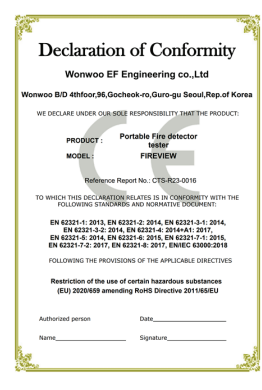 Declaration of Conformity
Wonwoo EF Engineering co.,Ltd
Wonwoo B/D 4thfoor,96,Gocheok-ro,Guro-gu Seoul,Rep.of Korea
WE DECLARE UNDER OUR SOLE RESPONSIBILITY THAT THE PRODUCT:
PRODUCT : Portable Fire detector
tester
MODEL : FIREVIEW
Reference Report No.: CTS-R23-0016
TO WHICH THIS DECLARATION RELATES IS IN CONFORMITY WITH THE
FOLLOWING STANDARDS AND NORMATIVE DOCUMENT:
EN 62321-1: 2013, EN 62321-2: 2014, EN 62321-3-1: 2014,
EN 62321-3-2: 2014, EN 62321-4: 2014+A1: 2017,
EN 62321-5: 2014, EN 62321-6: 2015, EN 62321-7-1: 2015,
EN 62321-7-2: 2017, EN 62321-8: 2017, EN/IEC 63000:2018
FOLLOWING THE PROVISIONS OF THE APPLICABLE DIRECTIVES
Restriction of the use of certain hazardous substances
(EU) 2020/659 amending RoHS Directive 2011/65/EU
Authorized person Date
Name Signature